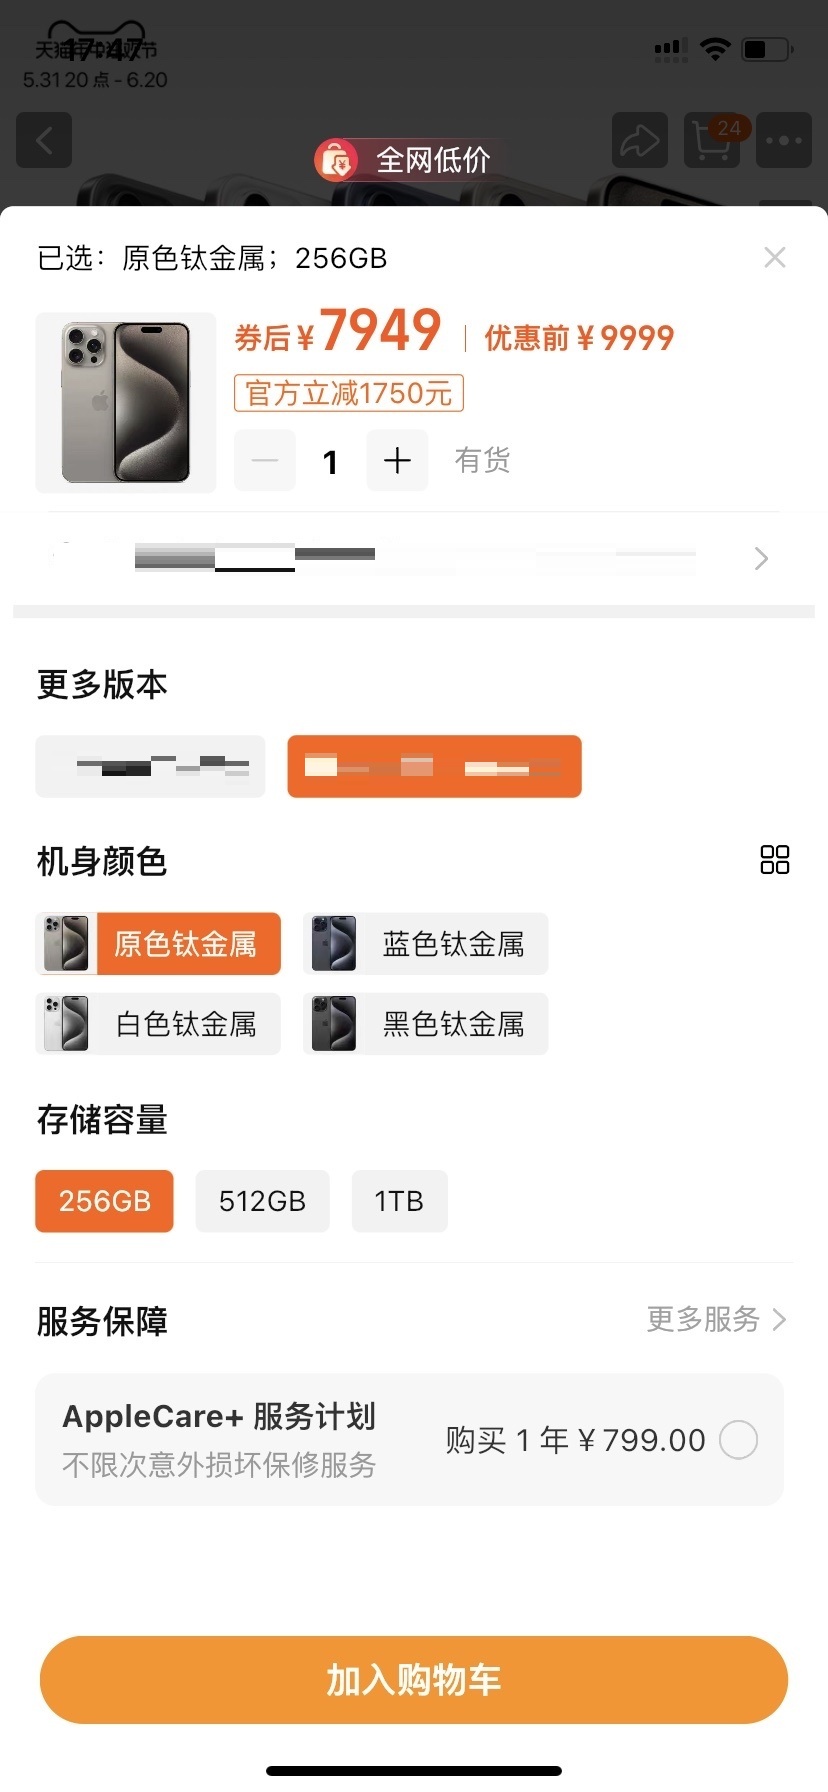 17:47
5.31 20 点 - 6.20
24
全网低价
已选：原色钛金属；256GB
券后￥7949 | 优惠前￥9999
官方立减1750元
1 有货
更多版本
机身颜色
原色钛金属 蓝色钛金属
白色钛金属 黑色钛金属
存储容量
256GB 512GB 1TB
服务保障 更多服务
AppleCare+ 服务计划
购买 1 年￥799.00
不限次意外损坏保修服务
加入购物车